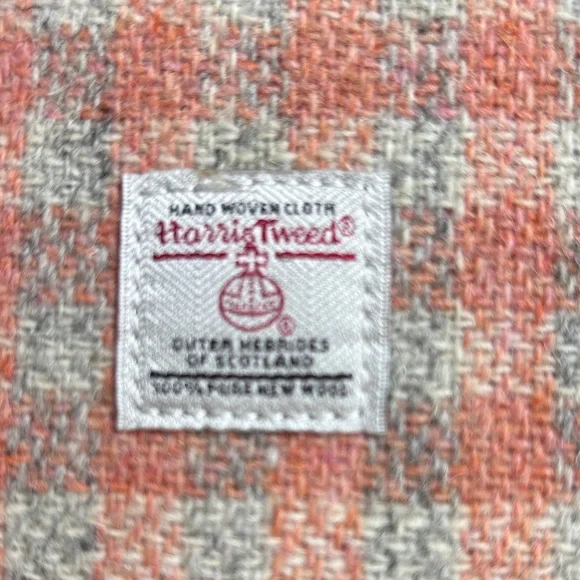 HAND WOVEN CLOTH
Harris Tweed®
®
OUTER HEBRIDES
OF SCOTLAND
100% PURE NEW WOOL